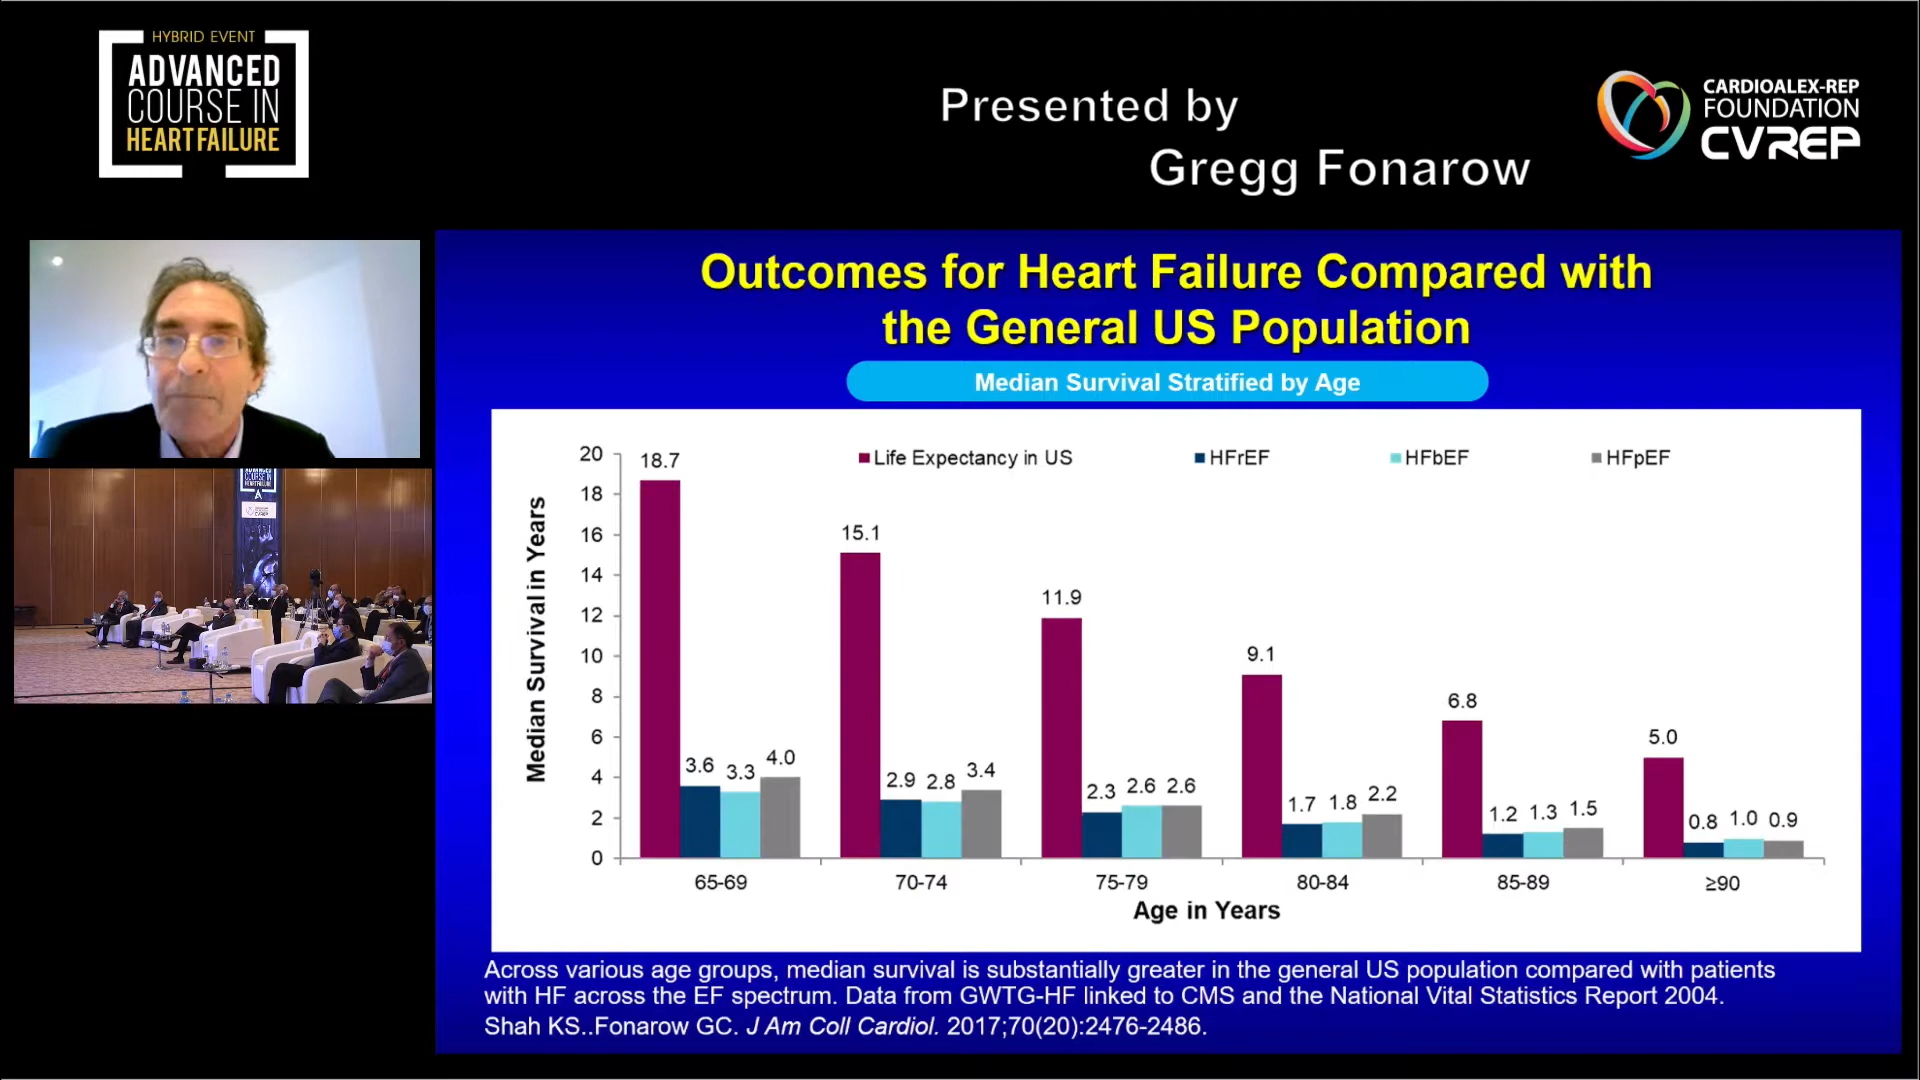 HYBRID EVENT
ADVANCED
COURSE IN
HEART FAILURE
Presented by
Gregg Fonarow
CARDIOALEX-REP
FOUNDATION
CVREP
Outcomes for Heart Failure Compared with
the General US Population
Median Survival Stratified by Age
Life Expectancy in US HFrEF HFbEF HFpEF
Median Survival in Years
20
18
16
14
12
10
8
6
4
2
0
18.7 3.6 3.3 4.0
15.1 2.9 2.8 3.4
11.9 2.3 2.6 2.6
9.1 1.7 1.8 2.2
6.8 1.2 1.3 1.5
5.0 0.8 1.0 0.9
65-69 70-74 75-79 80-84 85-89 ≥90
Age in Years
Across various age groups, median survival is substantially greater in the general US population compared with patients
with HF across the EF spectrum. Data from GWTG-HF linked to CMS and the National Vital Statistics Report 2004.
Shah KS..Fonarow GC. J Am Coll Cardiol. 2017;70(20):2476-2486.
ADVANCED
COURSE IN
HEART FAILURE
CVREP